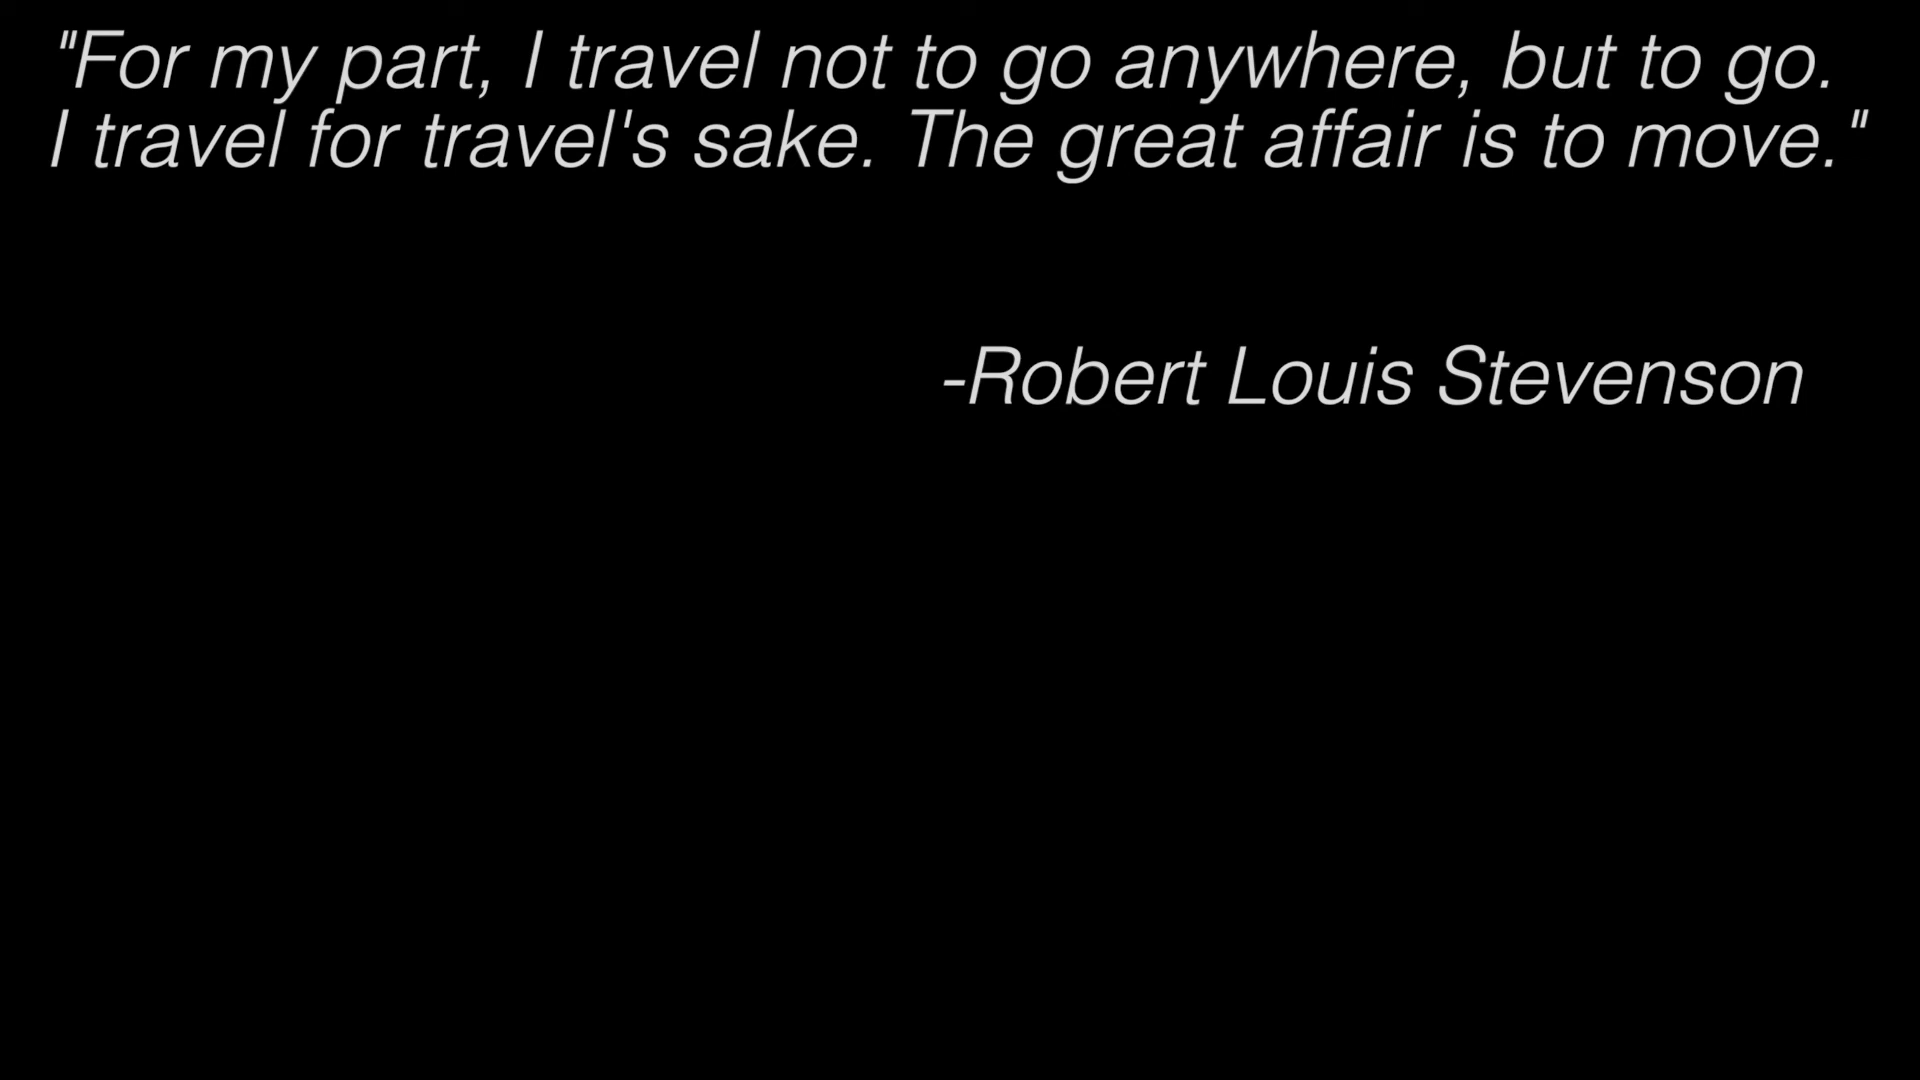 "For my part, I travel not to go anywhere, but to go.
I travel for travel's sake. The great affair is to move."
-Robert Louis Stevenson